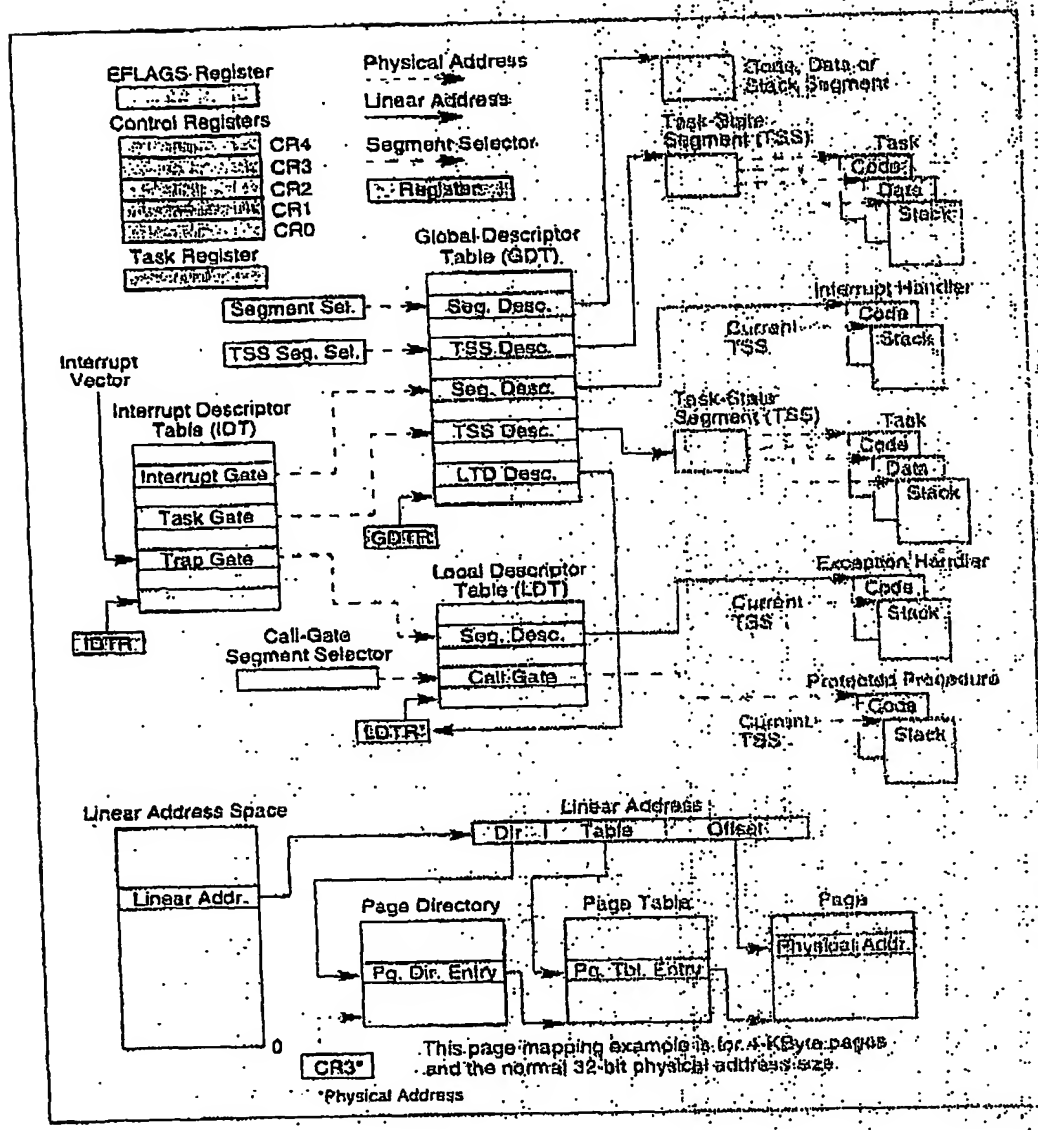 EFLAGS Register
Control Registers
CR4
CR3
CR2
CR1
CR0
Task Register
Physical Address
Linear Address
Segment Selector
Register
Code, Data or
Stack Segment
Task-State
Segment (TSS)
Task
Code
Data
Stack
Global Descriptor
Table (GDT)
Segment Sel.
Seg. Desc.
TSS Seg. Sel.
TSS Desc.
Seg. Desc.
TSS Desc.
LTD Desc.
GDTR
Interrupt Handler
Code
Stack
Current
TSS
Interrupt
Vector
Interrupt Descriptor
Table (IDT)
Interrupt Gate
Task Gate
Trap Gate
IDTR
Task-State
Segment (TSS)
Task
Code
Data
Stack
Local Descriptor
Table (LDT)
Seg. Desc.
Call-Gate
Segment Selector
Call Gate
LDTR*
Exception Handler
Code
Stack
Current
TSS
Protected Procedure
Code
Stack
Current
TSS
Linear Address Space
Linear Addr.
0
Linear Address
Dir
Table
Offset
Page Directory
Pg. Dir. Entry
Page Table
Pg. Tbl. Entry
Page
Physical Addr.
CR3*
This page mapping example is for 4-KByte pages
and the normal 32-bit physical address size.
*Physical Address